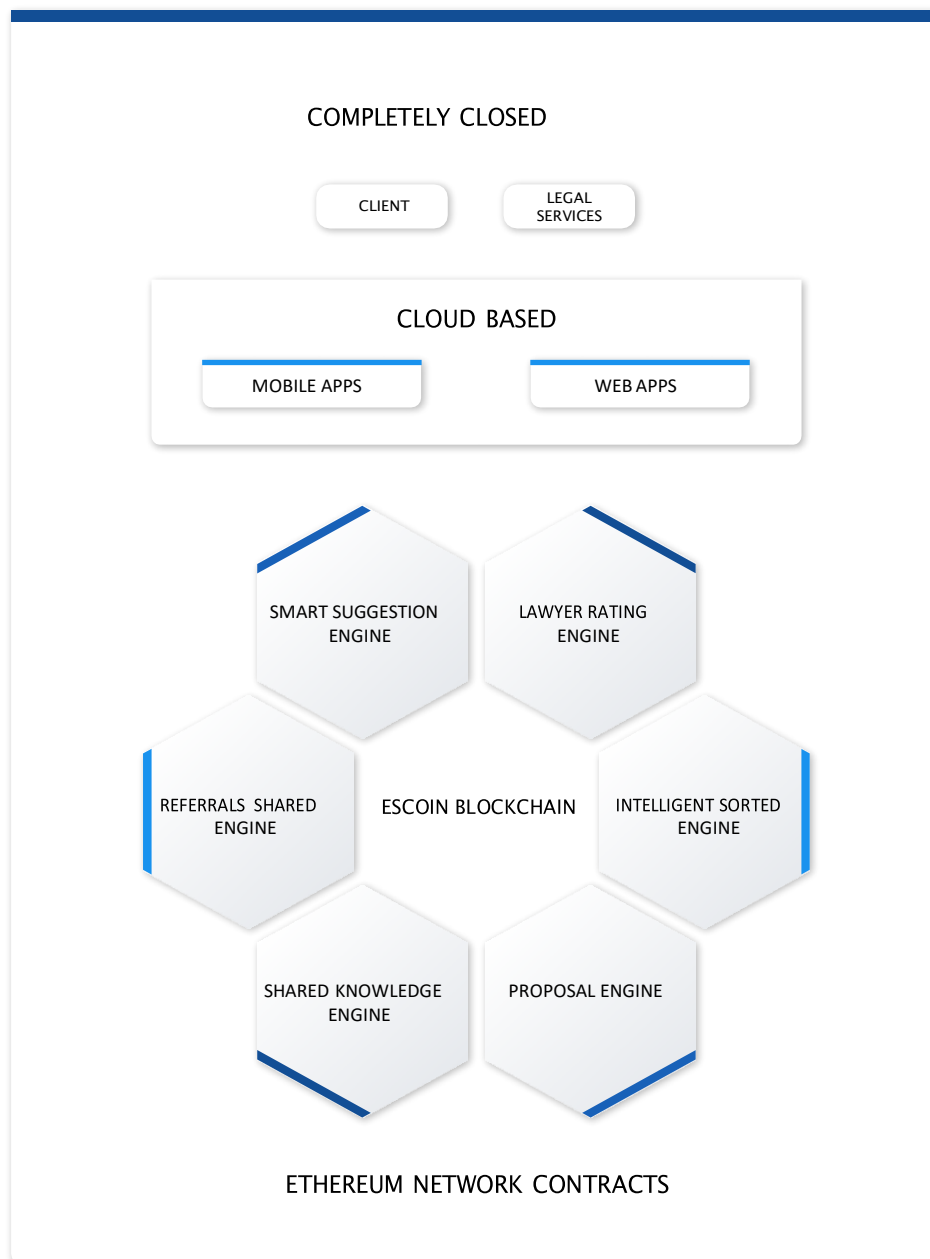 COMPLETELY CLOSED
CLIENT
LEGAL
SERVICES
CLOUD BASED
MOBILE APPS
WEB APPS
SMART SUGGESTION
ENGINE
LAWYER RATING
ENGINE
REFERRALS SHARED
ENGINE
ESCOIN BLOCKCHAIN
INTELLIGENT SORTED
ENGINE
SHARED KNOWLEDGE
ENGINE
PROPOSAL ENGINE
ETHEREUM NETWORK CONTRACTS